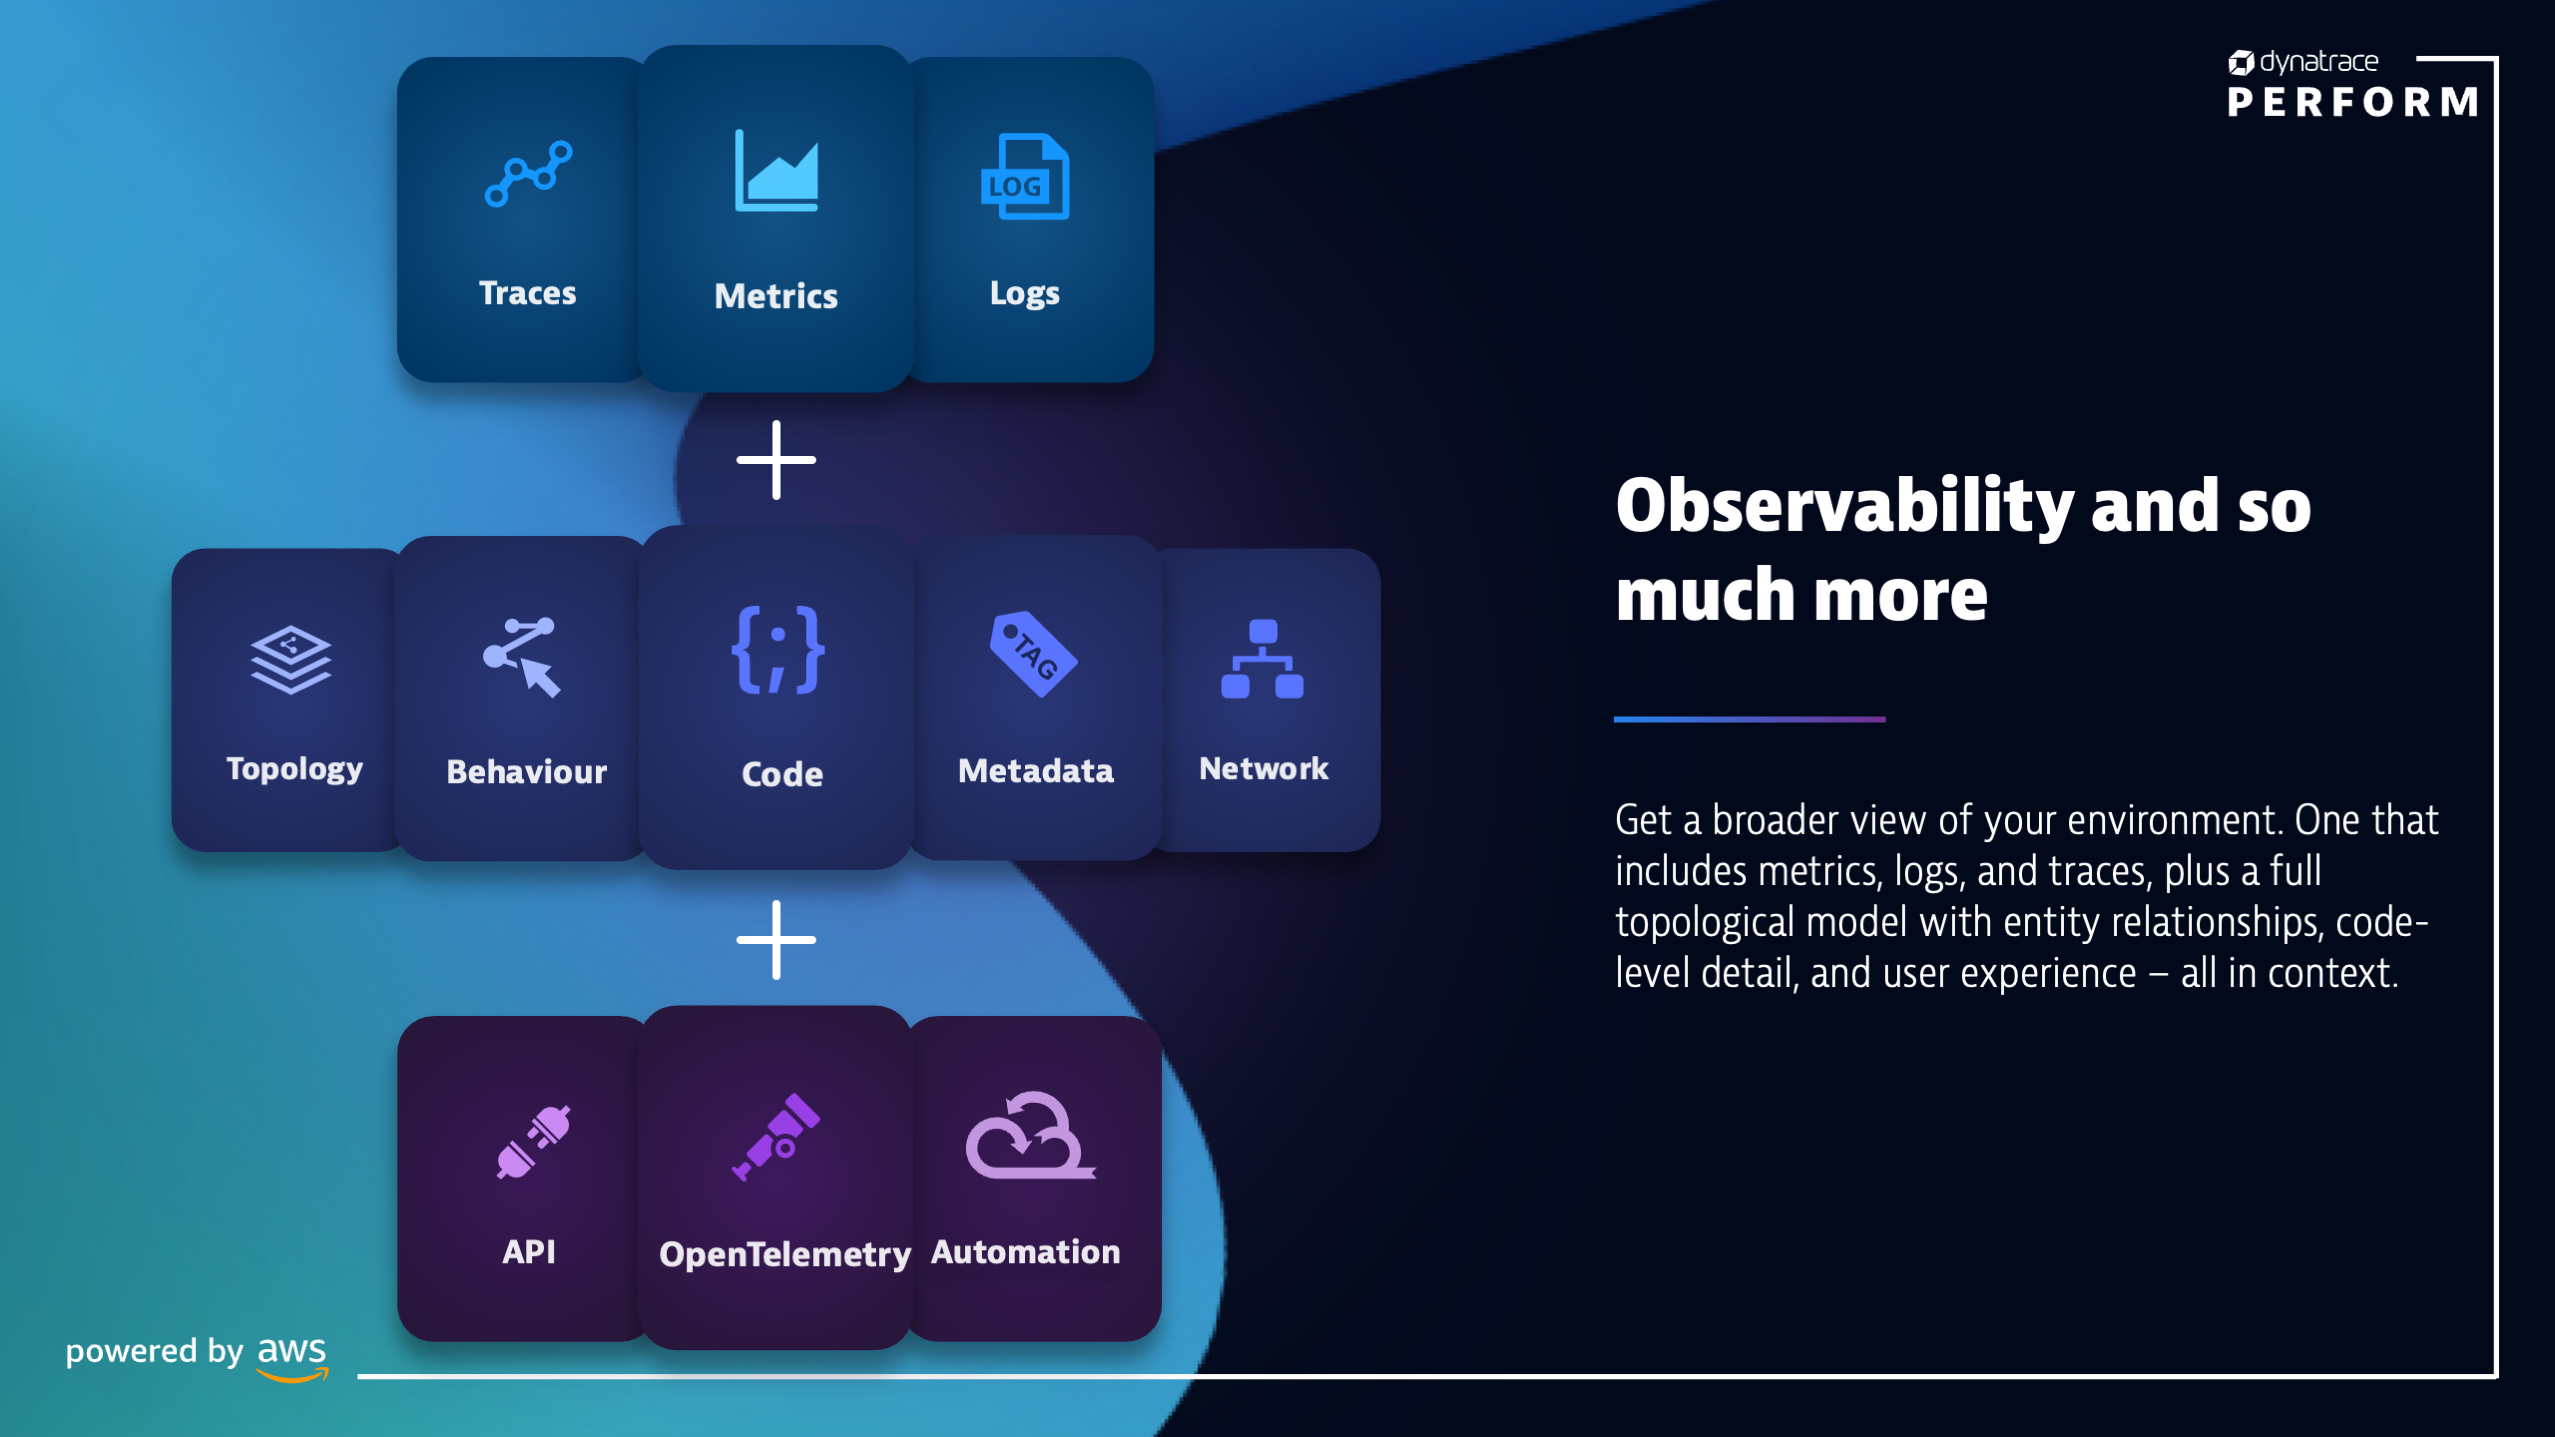 dynatrace
PERFORM
Traces
Metrics
LOG
Logs
Topology
Behaviour
{;}
Code
TAG
Metadata
Network
API
OpenTelemetry
Automation
Observability and so
much more
Get a broader view of your environment. One that
includes metrics, logs, and traces, plus a full
topological model with entity relationships, code-
level detail, and user experience – all in context.
powered by aws